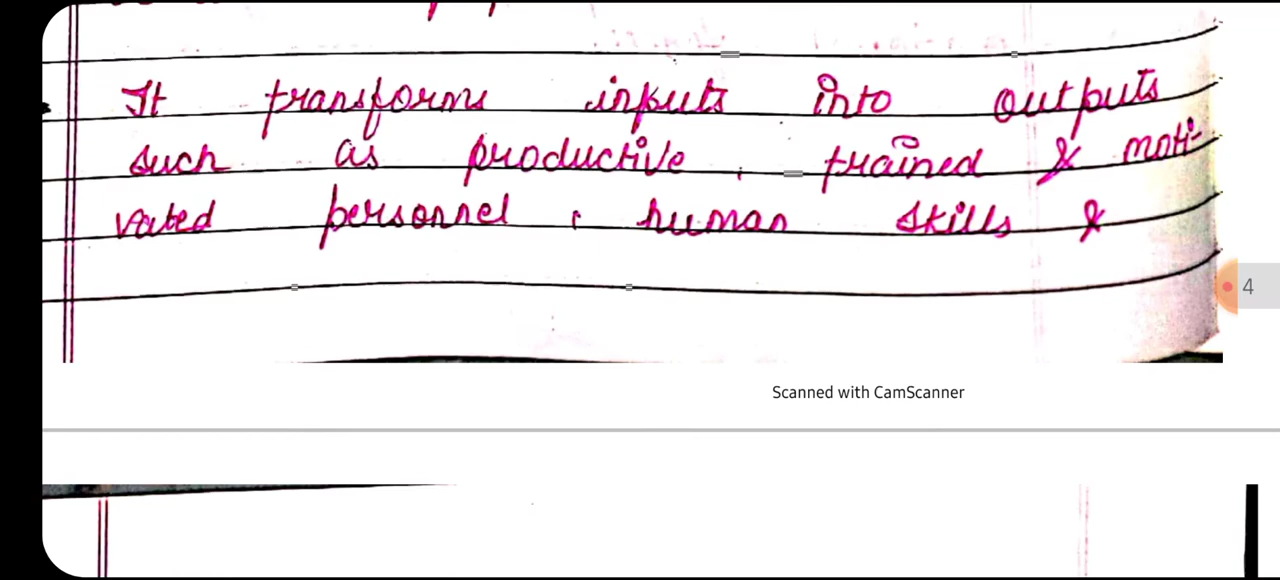 It transforms inputs into outputs
such as productive, trained & moti-
vated personnel, human skills &
4
Scanned with CamScanner